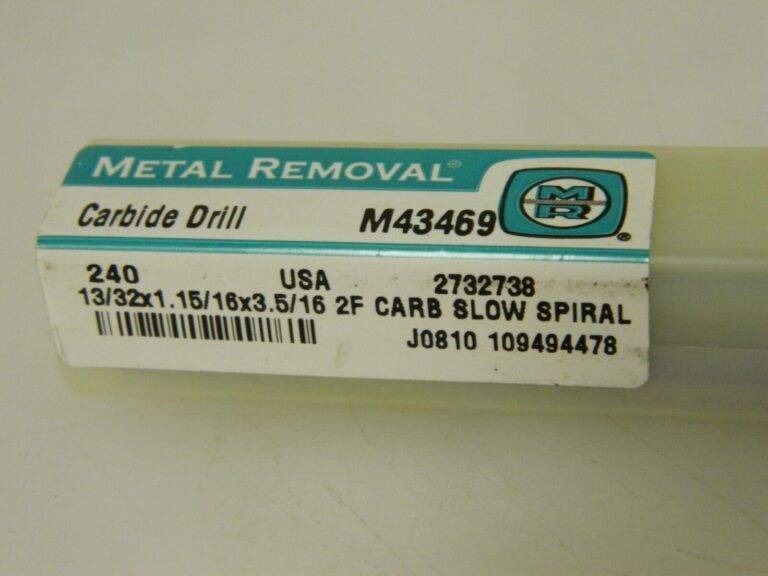 METAL REMOVAL®
Carbide Drill M43469
MR®
240 USA 2732738
13/32x1.15/16x3.5/16 2F CARB SLOW SPIRAL
J0810 109494478